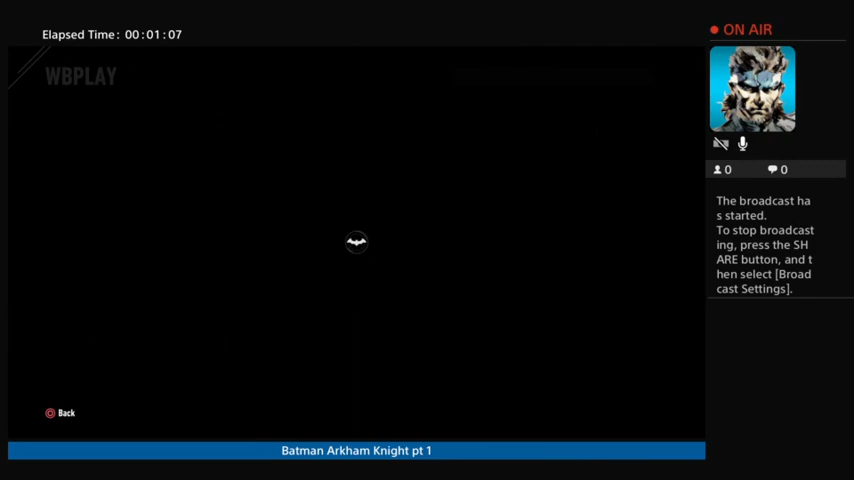 Elapsed Time: 00:01:07
ON AIR
WBPLAY
0
0
The broadcast ha
s started.
To stop broadcast
ing, press the SH
ARE button, and t
hen select [Broad
cast Settings].
Back
Batman Arkham Knight pt 1